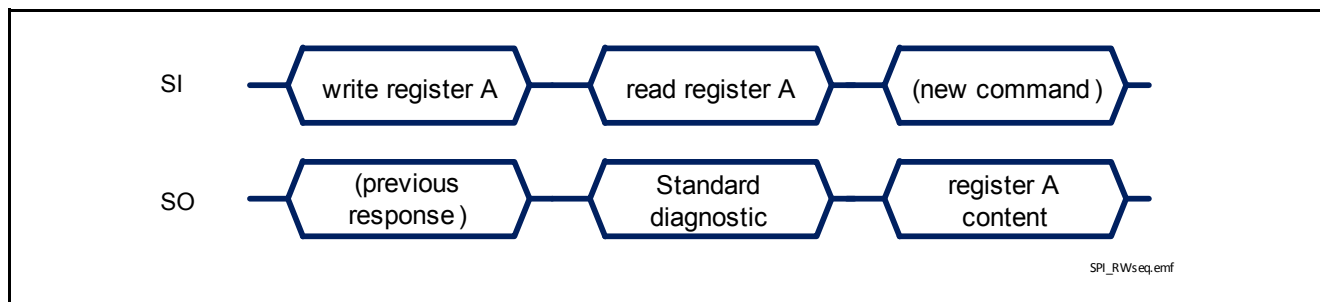 SI
write register A
read register A
(new command)
SO
(previous
response)
Standard
diagnostic
register A
content
SPI_RWseq.emf